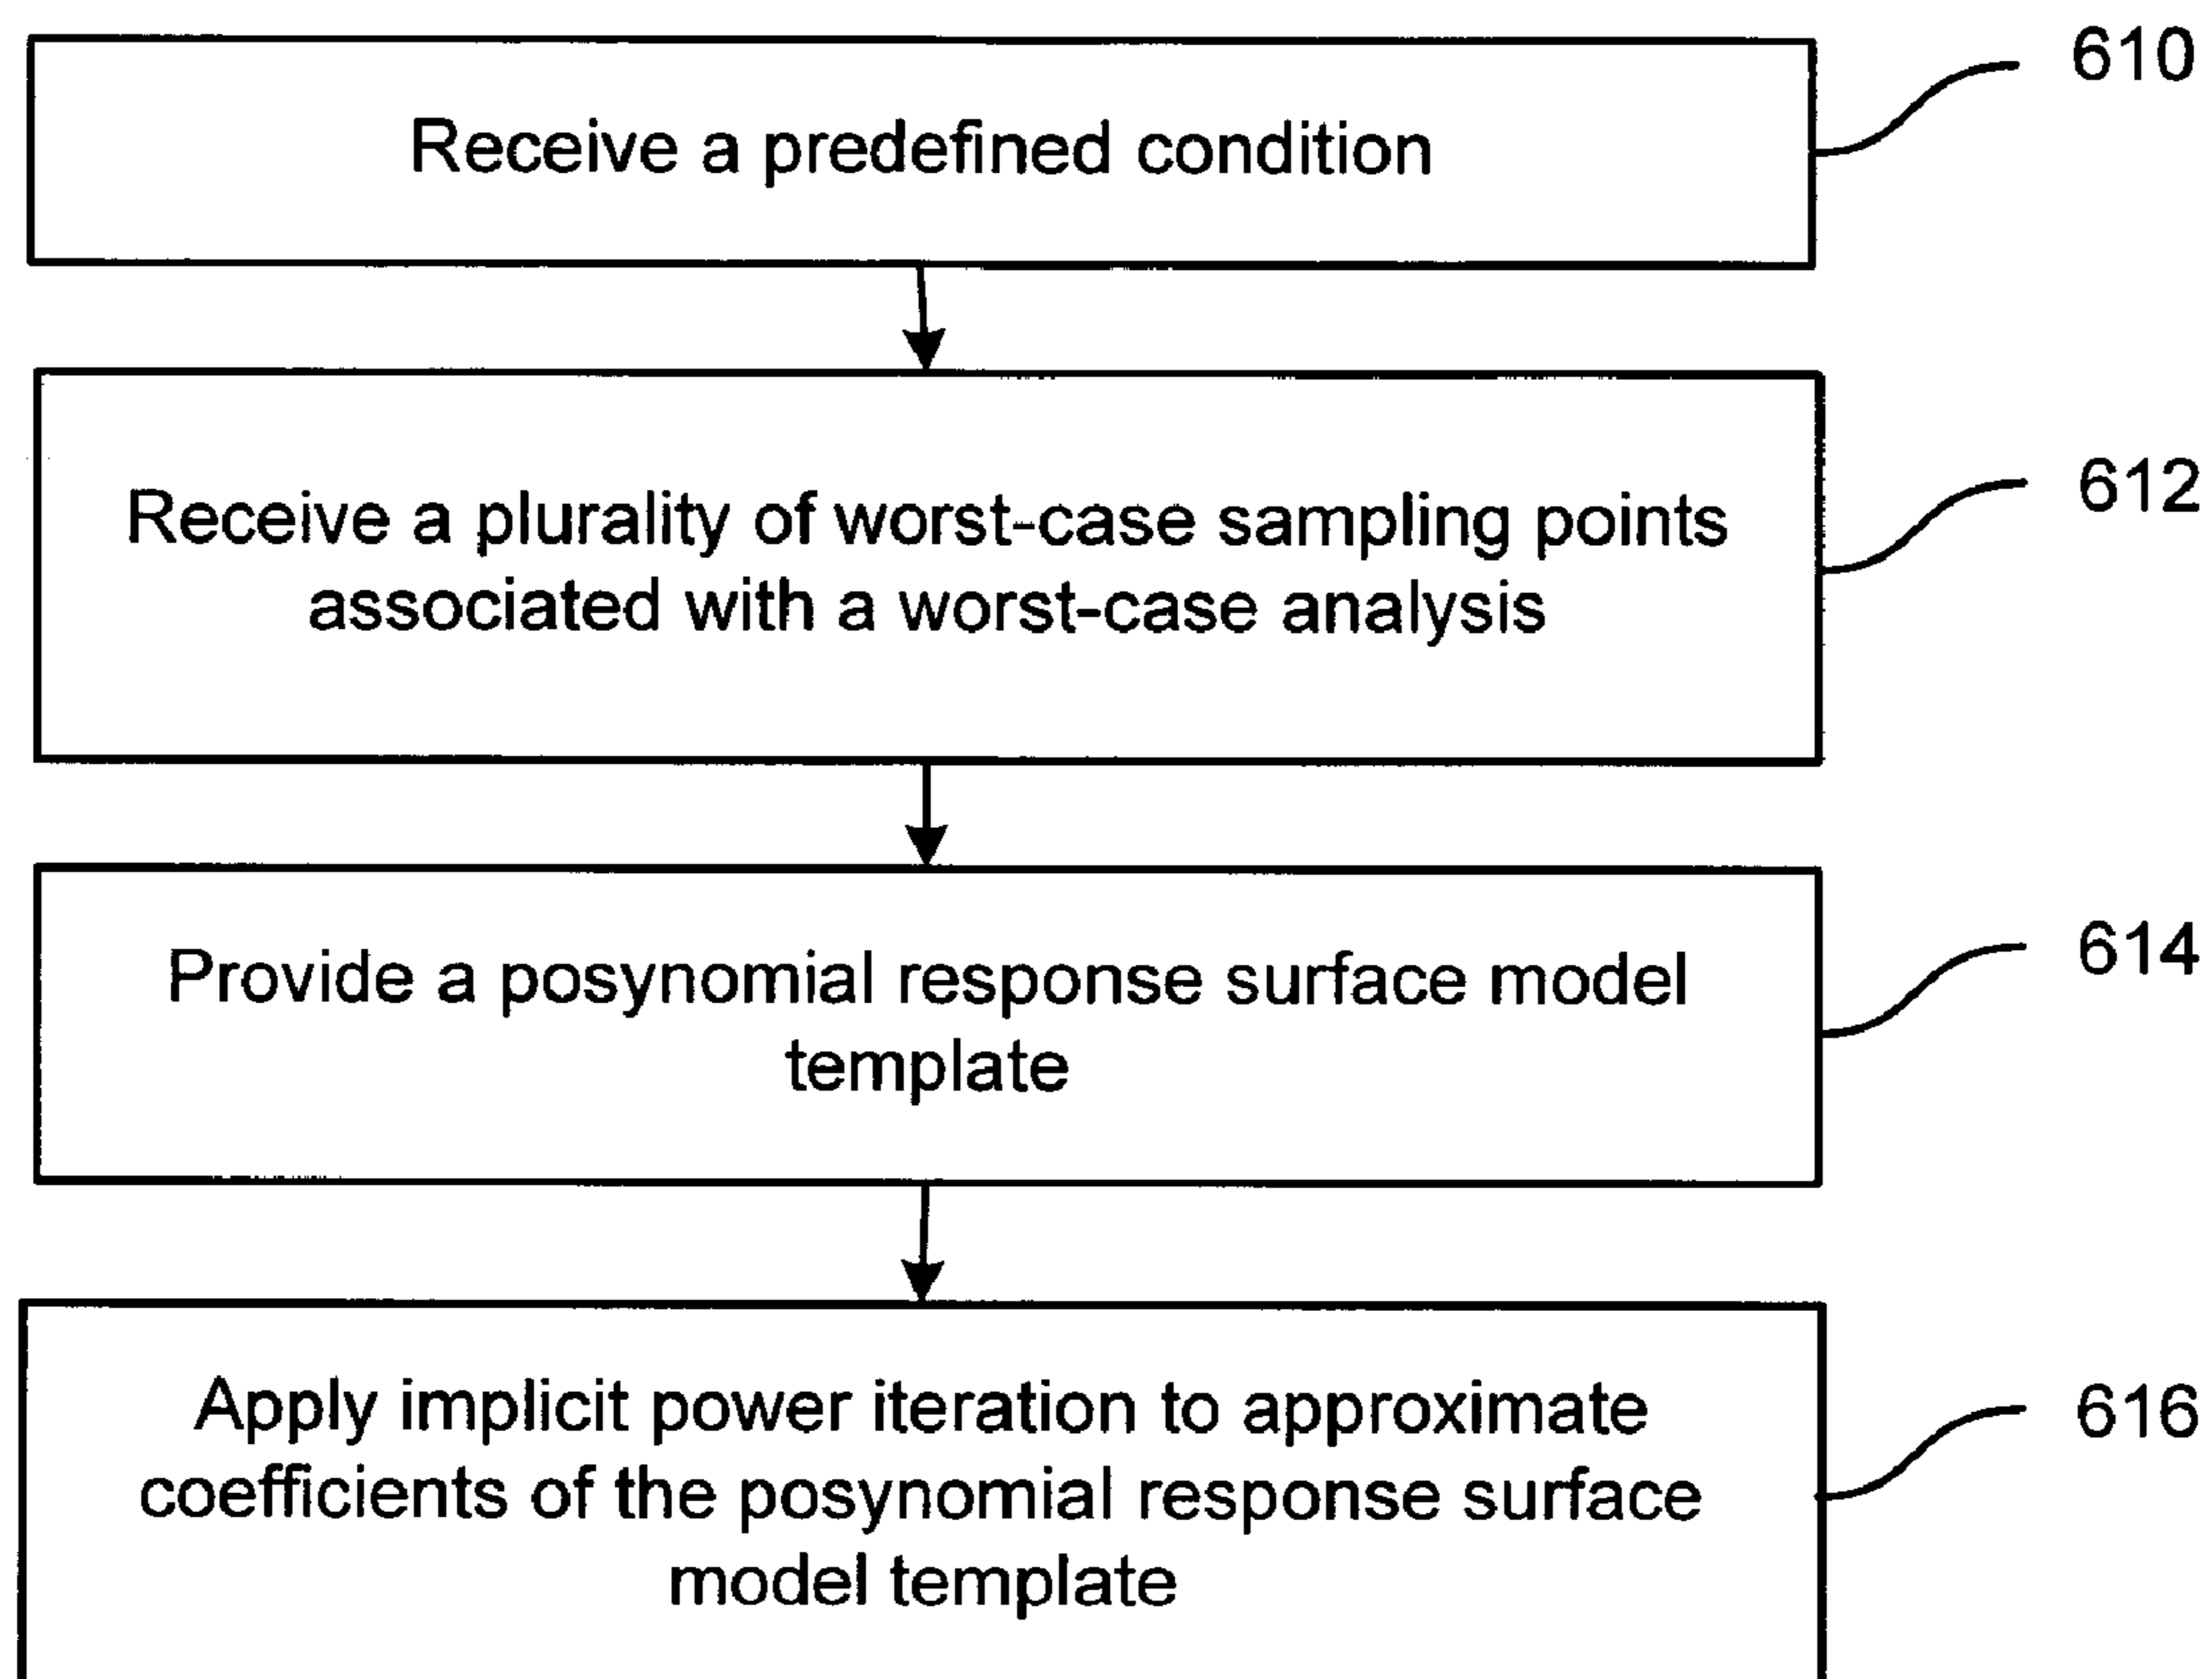 610
Receive a predefined condition
612
Receive a plurality of worst-case sampling points
associated with a worst-case analysis
614
Provide a posynomial response surface model
template
616
Apply implicit power iteration to approximate
coefficients of the posynomial response surface
model template